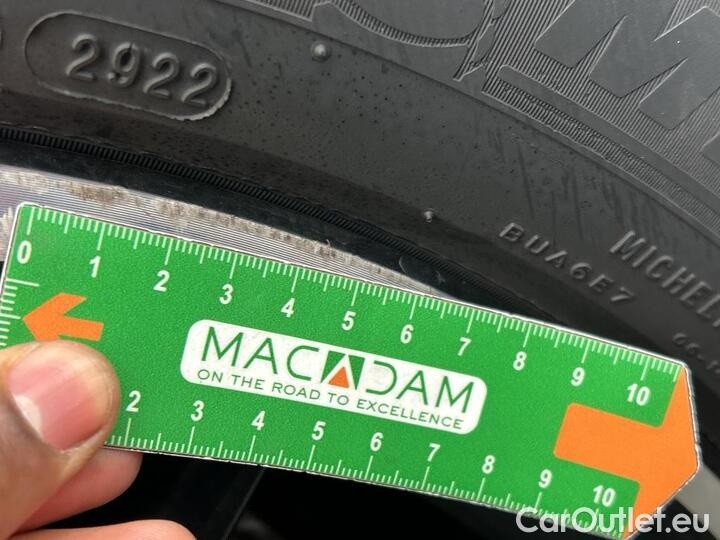 2922
BUA6E7
MICHEL
0 1 2 3 4 5 6 7 8 9 10
MACADAM
ON THE ROAD TO EXCELLENCE
2 3 4 5 6 7 8 9 10
CarOutlet.eu